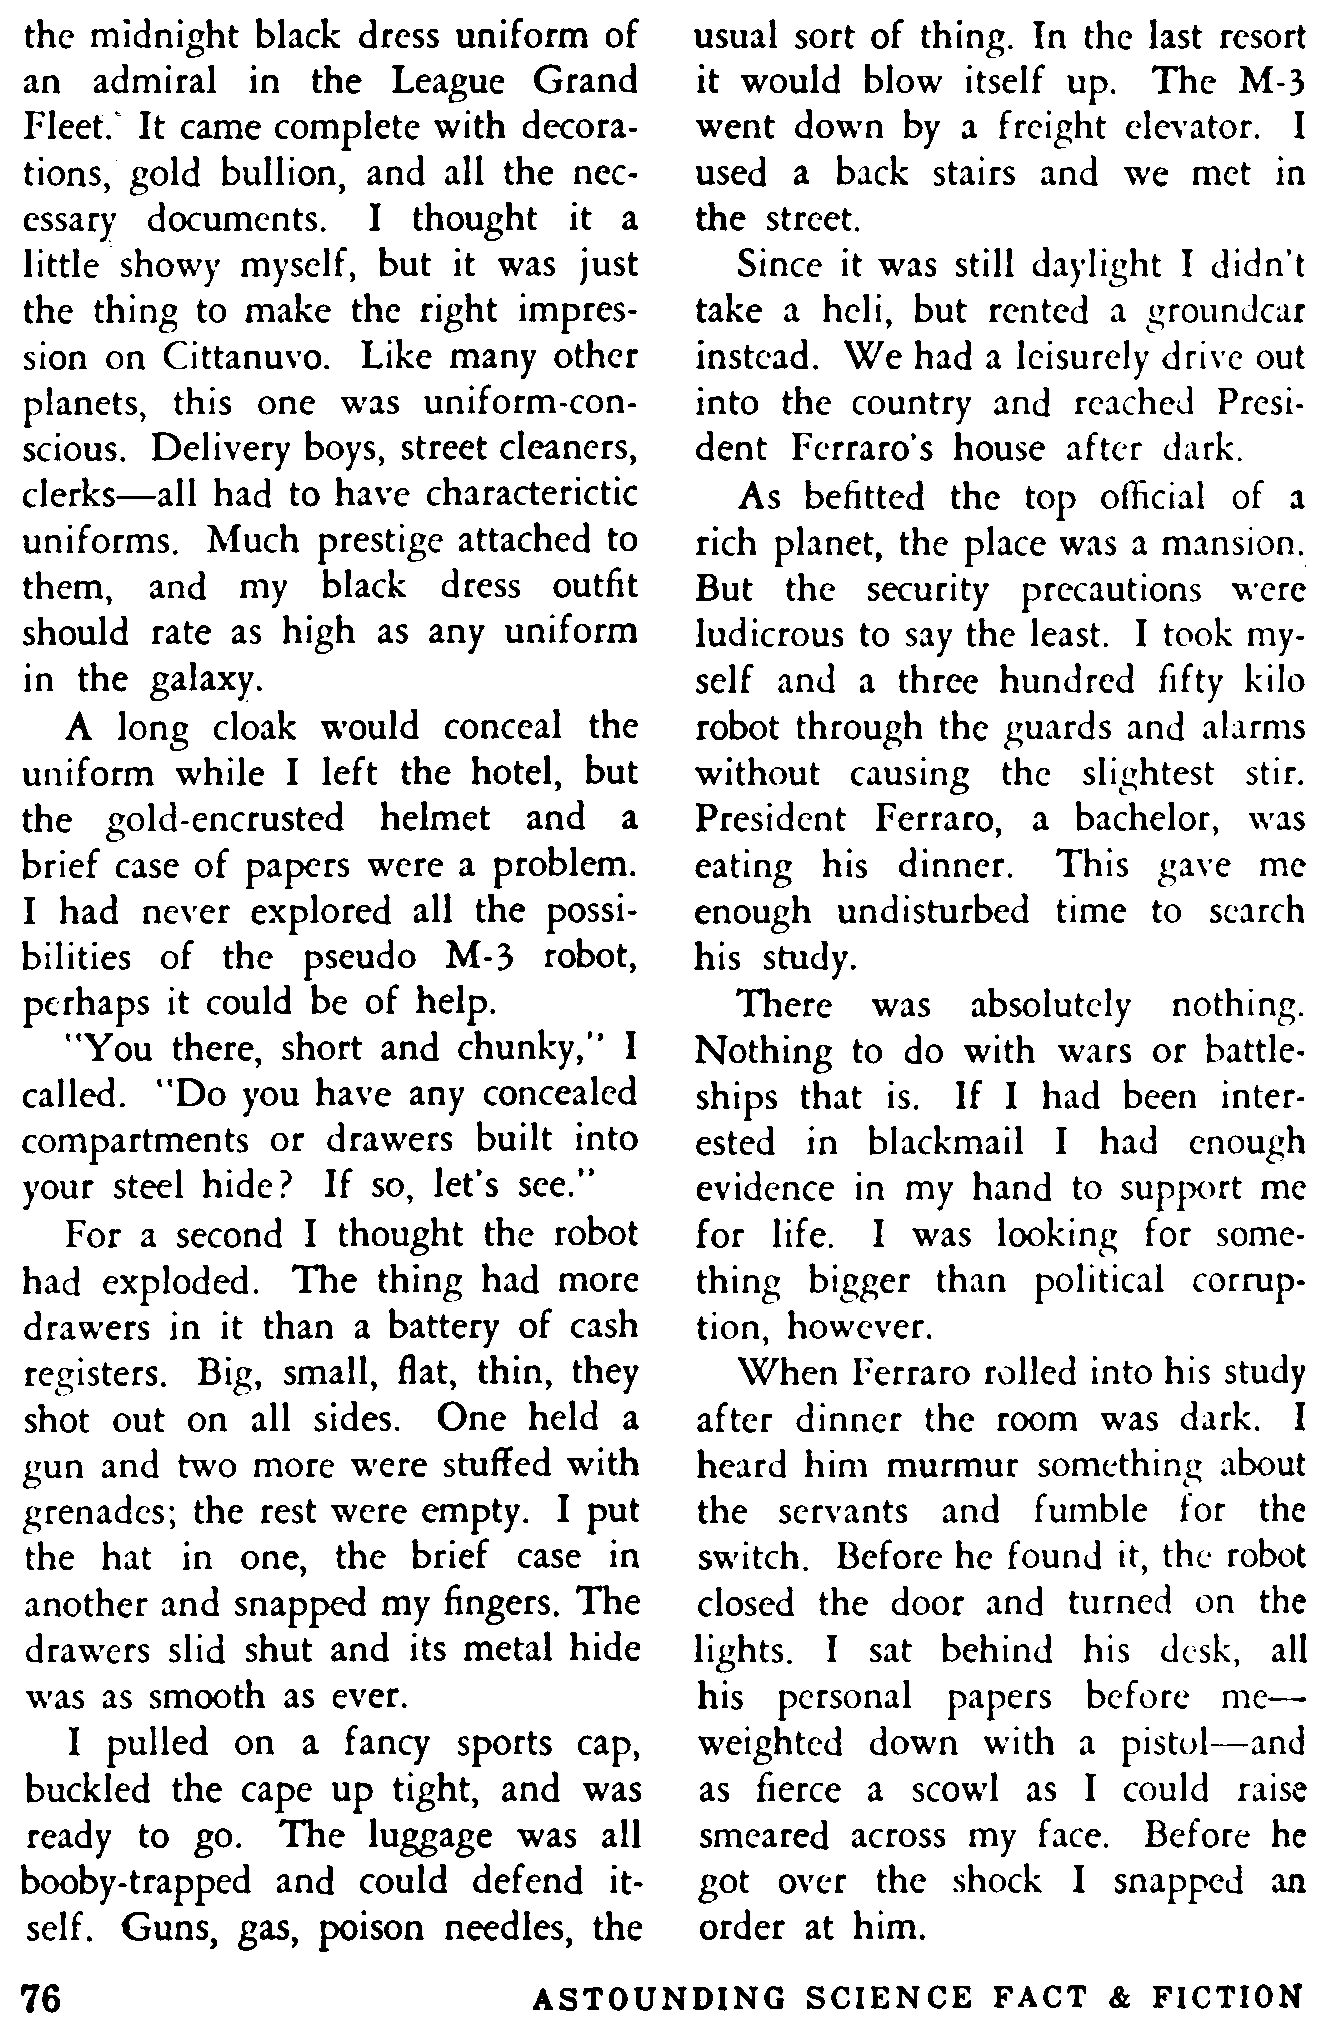 the midnight black dress uniform of
an admiral in the League Grand
Fleet. It came complete with decora-
tions, gold bullion, and all the nec-
essary documents. I thought it a
little showy myself, but it was just
the thing to make the right impres-
sion on Cittanuvo. Like many other
planets, this one was uniform-con-
scious. Delivery boys, street cleaners,
clerks—all had to have characterictic
uniforms. Much prestige attached to
them, and my black dress outfit
should rate as high as any uniform
in the galaxy.
A long cloak would conceal the
uniform while I left the hotel, but
the gold-encrusted helmet and a
brief case of papers were a problem.
I had never explored all the possi-
bilities of the pseudo M-3 robot,
perhaps it could be of help.
"You there, short and chunky," I
called. "Do you have any concealed
compartments or drawers built into
your steel hide? If so, let's see."
For a second I thought the robot
had exploded. The thing had more
drawers in it than a battery of cash
registers. Big, small, flat, thin, they
shot out on all sides. One held a
gun and two more were stuffed with
grenades; the rest were empty. I put
the hat in one, the brief case in
another and snapped my fingers. The
drawers slid shut and its metal hide
was as smooth as ever.
I pulled on a fancy sports cap,
buckled the cape up tight, and was
ready to go. The luggage was all
booby-trapped and could defend it-
self. Guns, gas, poison needles, the
usual sort of thing. In the last resort
it would blow itself up. The M-3
went down by a freight elevator. I
used a back stairs and we met in
the street.
Since it was still daylight I didn't
take a heli, but rented a groundcar
instead. We had a leisurely drive out
into the country and reached Presi-
dent Ferraro's house after dark.
As befitted the top official of a
rich planet, the place was a mansion.
But the security precautions were
ludicrous to say the least. I took my-
self and a three hundred fifty kilo
robot through the guards and alarms
without causing the slightest stir.
President Ferraro, a bachelor, was
eating his dinner. This gave me
enough undisturbed time to search
his study.
There was absolutely nothing.
Nothing to do with wars or battle-
ships that is. If I had been inter-
ested in blackmail I had enough
evidence in my hand to support me
for life. I was looking for some-
thing bigger than political corrup-
tion, however.
When Ferraro rolled into his study
after dinner the room was dark. I
heard him murmur something about
the servants and fumble for the
switch. Before he found it, the robot
closed the door and turned on the
lights. I sat behind his desk, all
his personal papers before me—
weighted down with a pistol—and
as fierce a scowl as I could raise
smeared across my face. Before he
got over the shock I snapped an
order at him.
76 ASTOUNDING SCIENCE FACT & FICTION